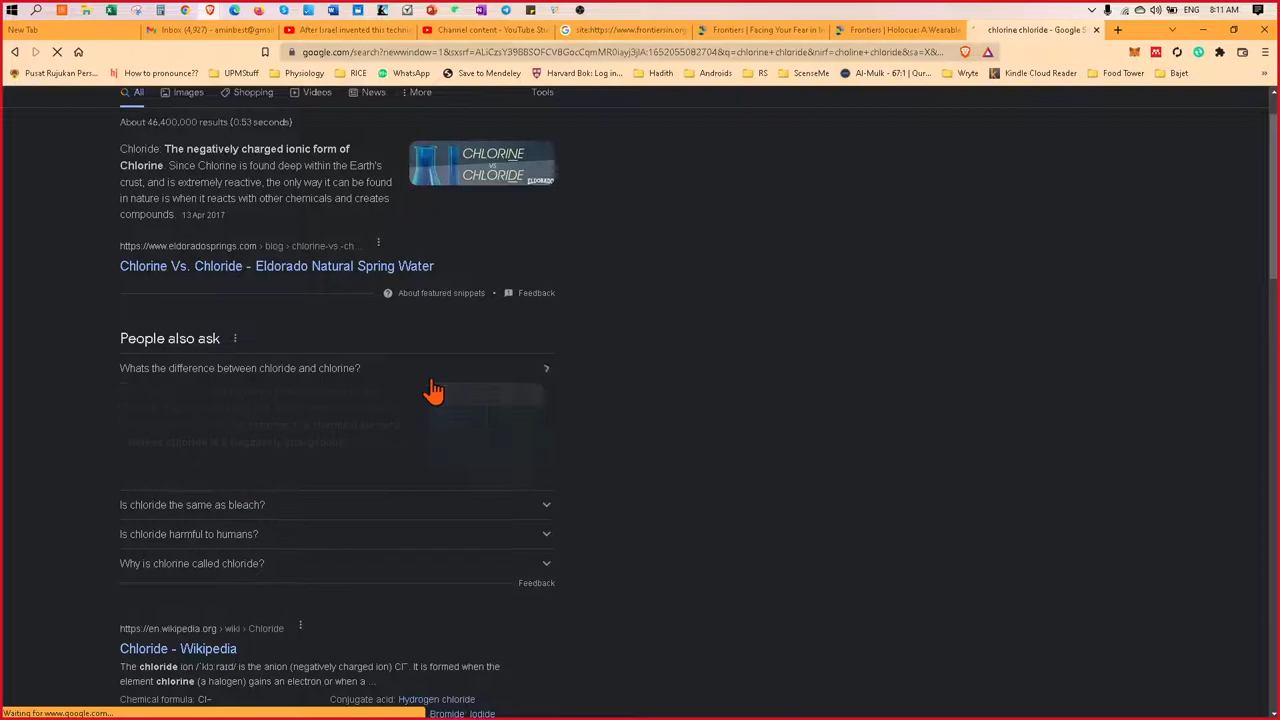 8:11 AM
ENG
New Tab
Inbox (4,927) - aminbest@gmail
After Israel invented this techni
Channel content - YouTube Stu
site:https://www.frontiersin.org
Frontiers | Facing Your Fear in I
Frontiers | Holocue: A Wearable
chlorine chloride - Google S
google.com/search?newwindow=1&sxsrf=
Pusat Rujukan Pers...
How to pronounce??
UPMStuff
Physiology
RICE
WhatsApp
Save to Mendeley
Harvard Bok: Log in...
Hadith
Androids
RS
ScenseMe
Al-Mulk - 67:1 | Qur...
Wryte
Kindle Cloud Reader
Food Tower
Bajet
All
Images
Shopping
Videos
News
More
Tools
About 46,400,000 results (0.53 seconds)
Chloride: The negatively charged ionic form of
Chlorine. Since Chlorine is found deep within the Earth's
crust, and is extremely reactive, the only way it can be found
in nature is when it reacts with other chemicals and creates
compounds. 13 Apr 2017
CHLORINE
VS
CHLORIDE
ELDORADO
https://www.eldoradosprings.com › blog › chlorine-vs.-ch...
Chlorine Vs. Chloride - Eldorado Natural Spring Water
About featured snippets • Feedback
People also ask
Whats the difference between chloride and chlorine?
Is chloride the same as bleach?
Is chloride harmful to humans?
Why is chlorine called chloride?
Feedback
https://en.wikipedia.org › wiki › Chloride
Chloride - Wikipedia
The chloride ion /ˈklɔːraɪd/ is the anion (negatively charged ion) Cl−. It is formed when the
element chlorine (a halogen) gains an electron or when a ...
Chemical formula: Cl−
Conjugate acid: Hydrogen chloride
Bromide: Iodide
Waiting for www.google.com...